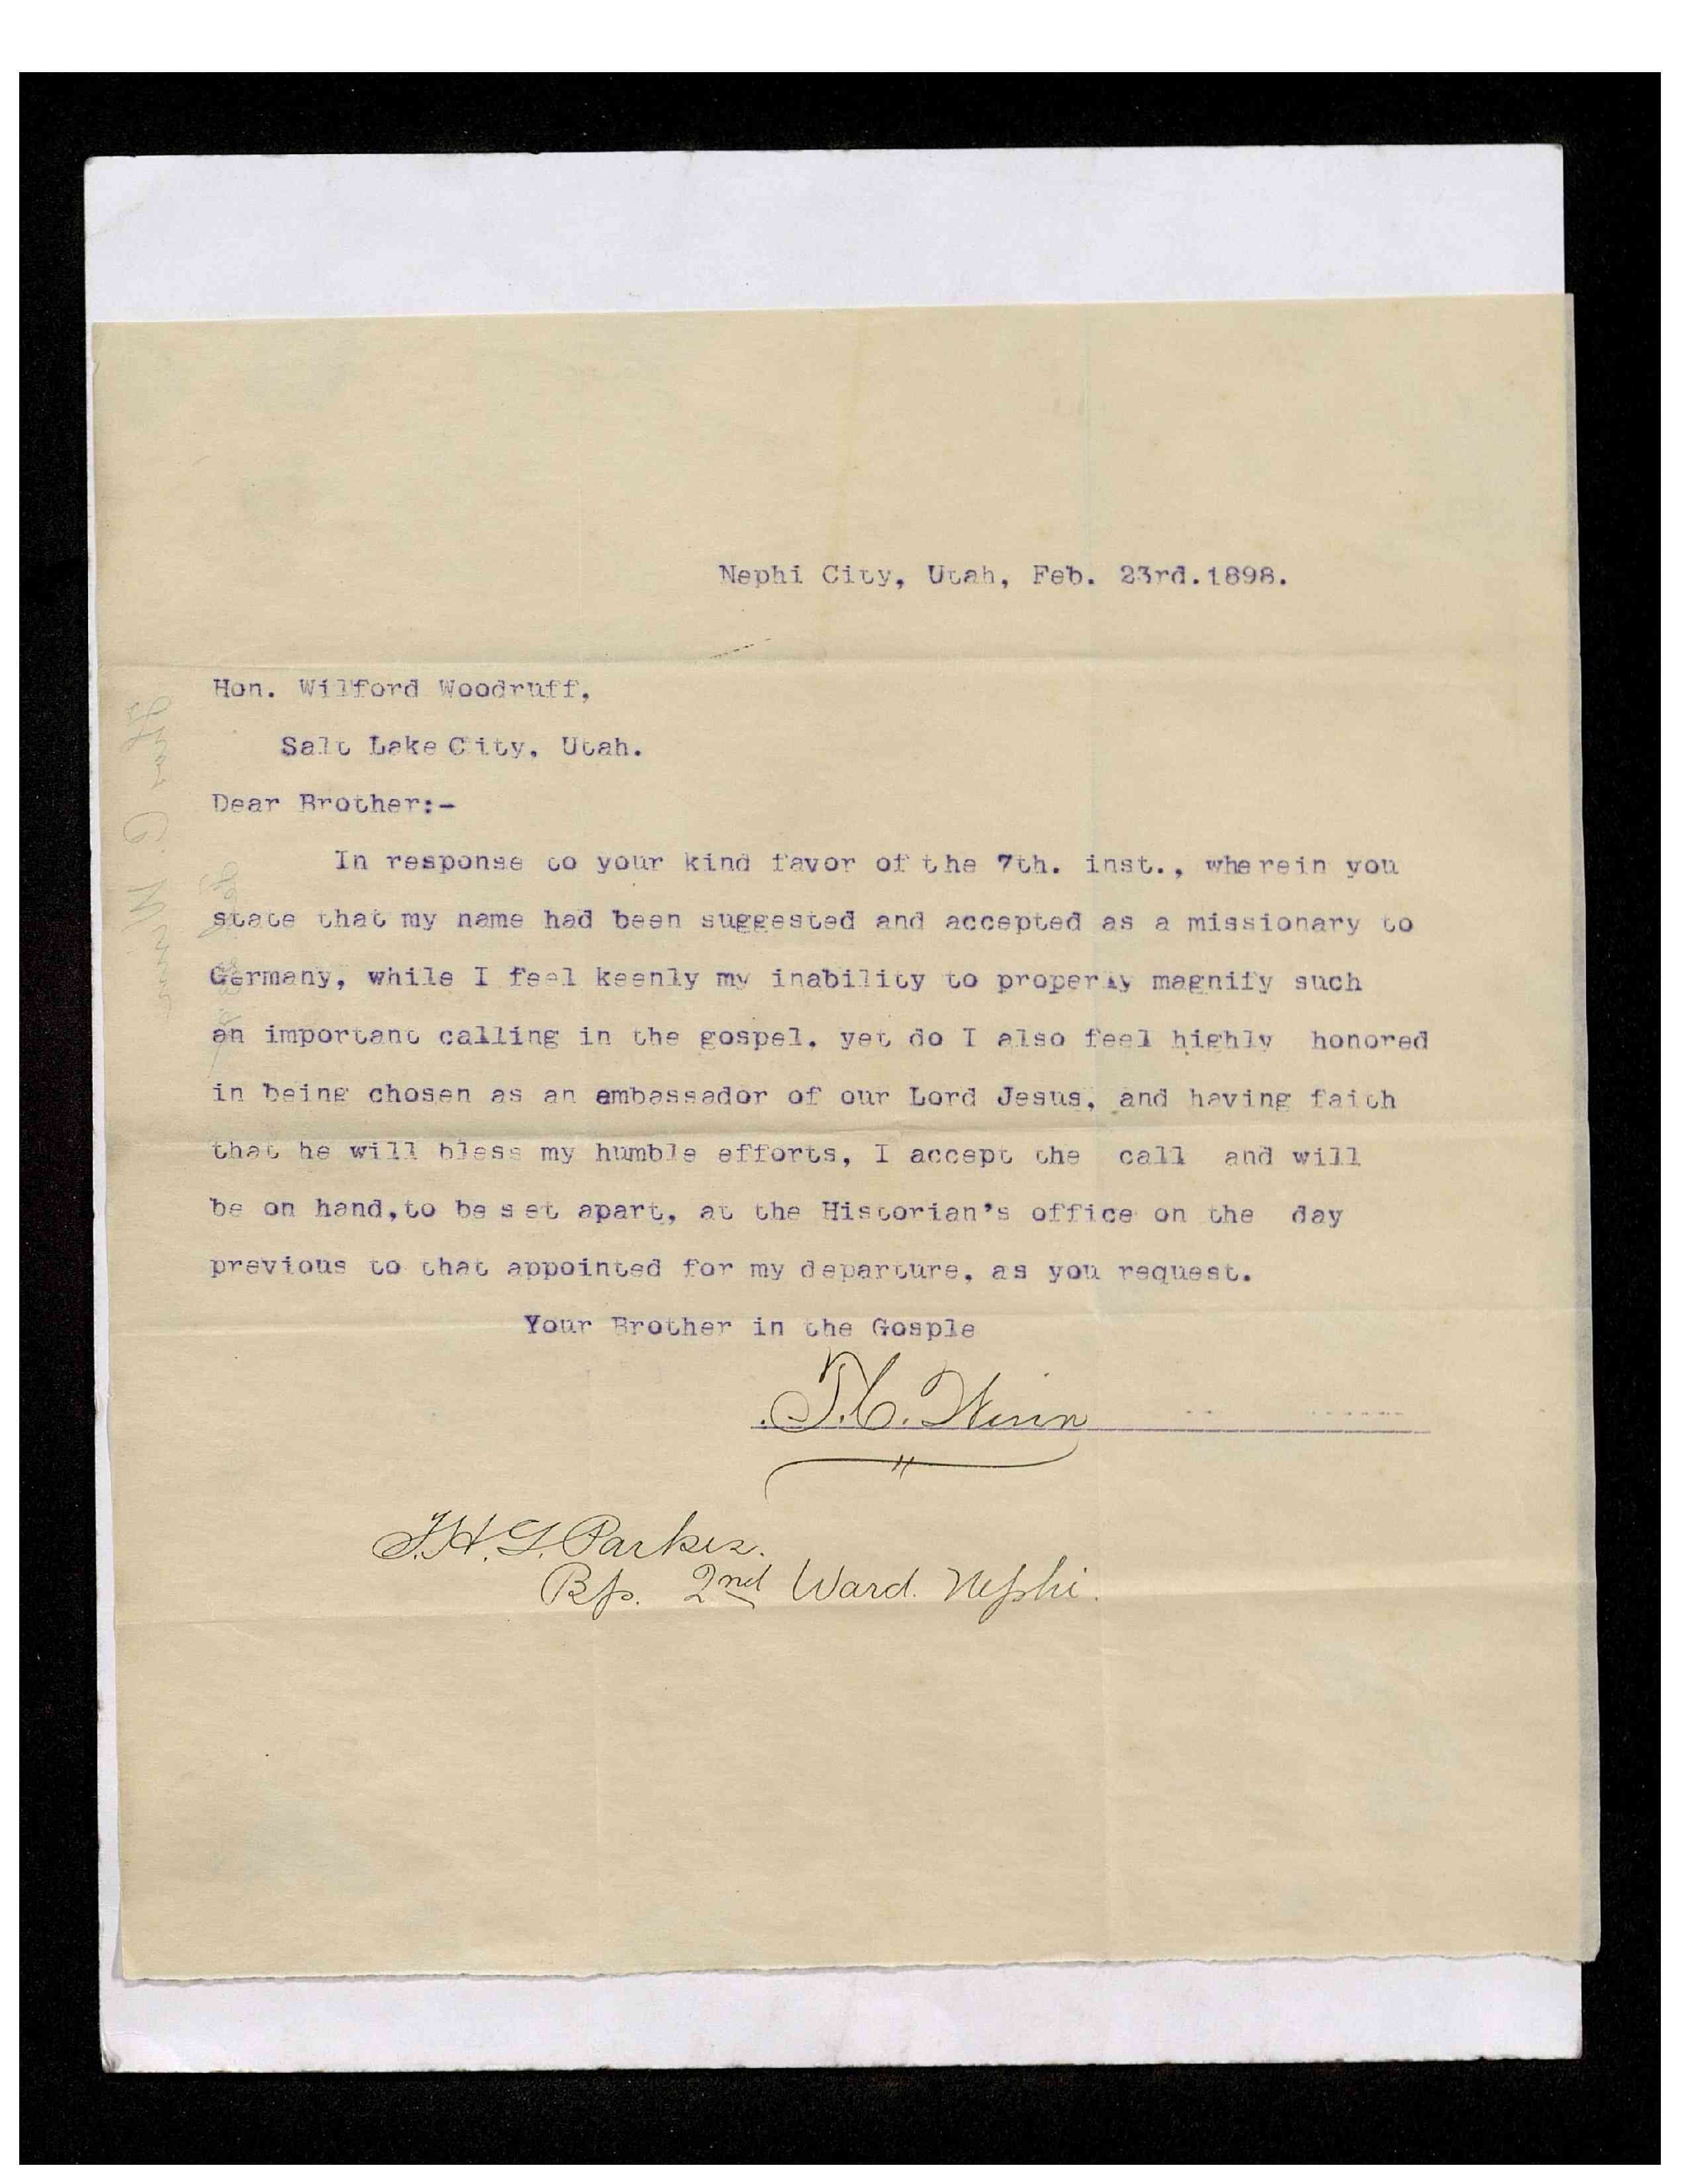 Nephi City, Utah, Feb. 23rd.1898.
Hon. Wilford Woodruff,
Salt Lake City, Utah.
Dear Brother:-
In response to your kind favor of the 7th. inst., wherein you
state that my name had been suggested and accepted as a missionary to
Germany, while I feel keenly my inability to properly magnify such
an important calling in the gospel, yet do I also feel highly honored
in being chosen as an ambassador of our Lord Jesus, and having faith
that he will bless my humble efforts, I accept the call and will
be on hand,to be set apart, at the Historian's office on the day
previous to that appointed for my departure, as you request.
Your Brother in the Gosple
T.C. Winn
T.H.G. Parkes.
Bp. 2nd Ward. Nephi.